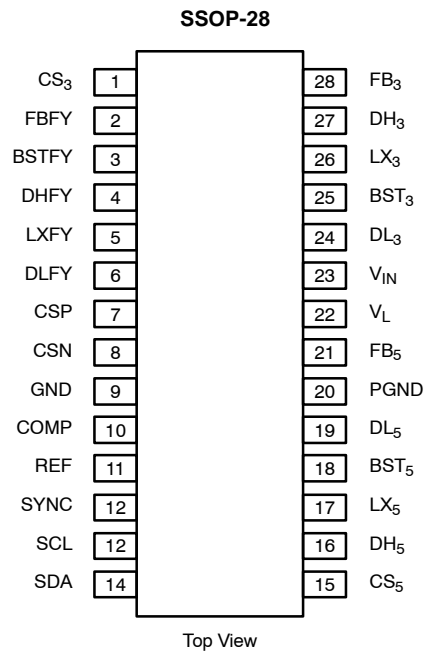 SSOP-28
CS3 1 28 FB3
FBFY 2 27 DH3
BSTFY 3 26 LX3
DHFY 4 25 BST3
LXFY 5 24 DL3
DLFY 6 23 VIN
CSP 7 22 VL
CSN 8 21 FB5
GND 9 20 PGND
COMP 10 19 DL5
REF 11 18 BST5
SYNC 12 17 LX5
SCL 12 16 DH5
SDA 14 15 CS5
Top View